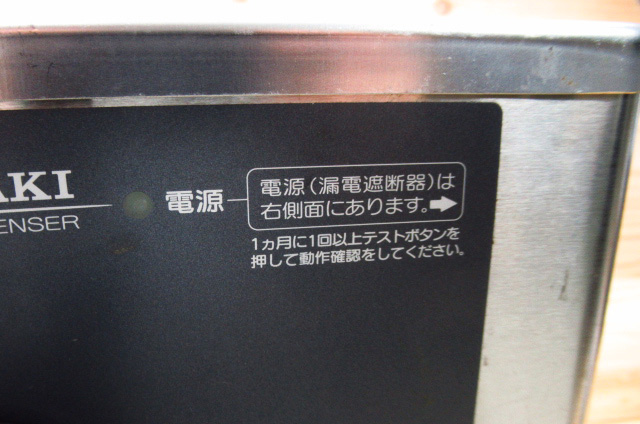 AKI
ENSER
電源
電源(漏電遮断器)は
右側面にあります。➡
1ヵ月に1回以上テストボタンを
押して動作確認をしてください。